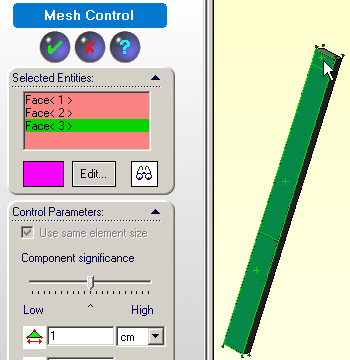 Mesh Control
?
Selected Entities:
Face< 1 >
Face< 2 >
Face< 3 >
Edit...
Control Parameters:
Use same element size
Component significance
Low ^ High
1 cm